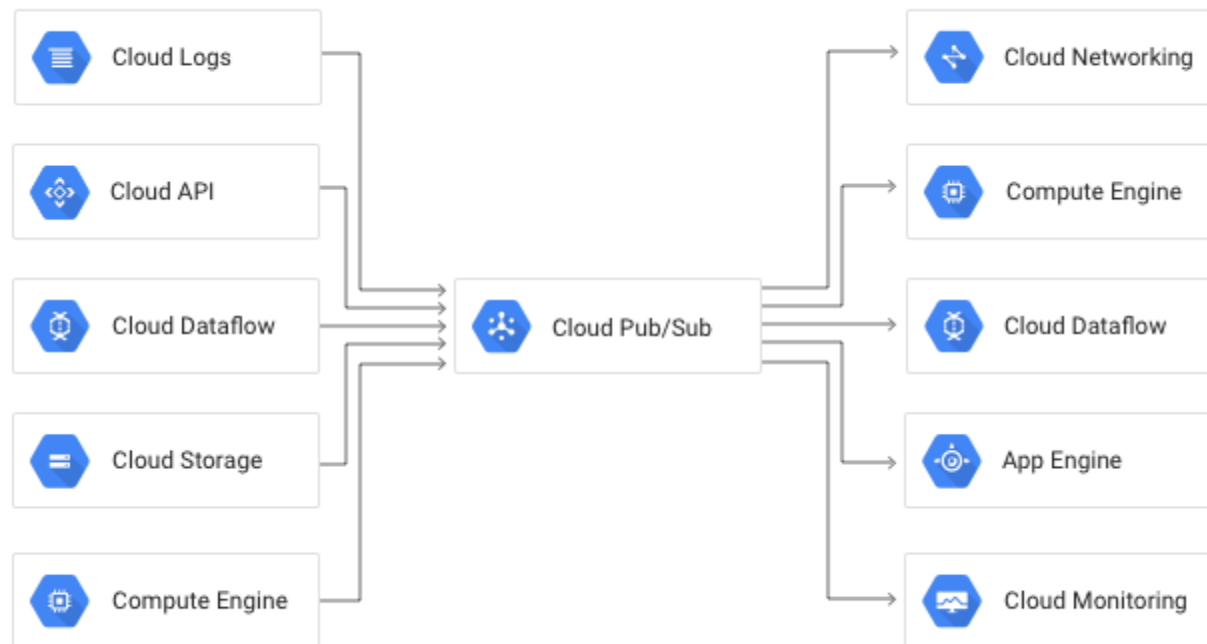 Cloud Logs
Cloud API
Cloud Dataflow
Cloud Storage
Compute Engine
Cloud Pub/Sub
Cloud Networking
Compute Engine
Cloud Dataflow
App Engine
Cloud Monitoring